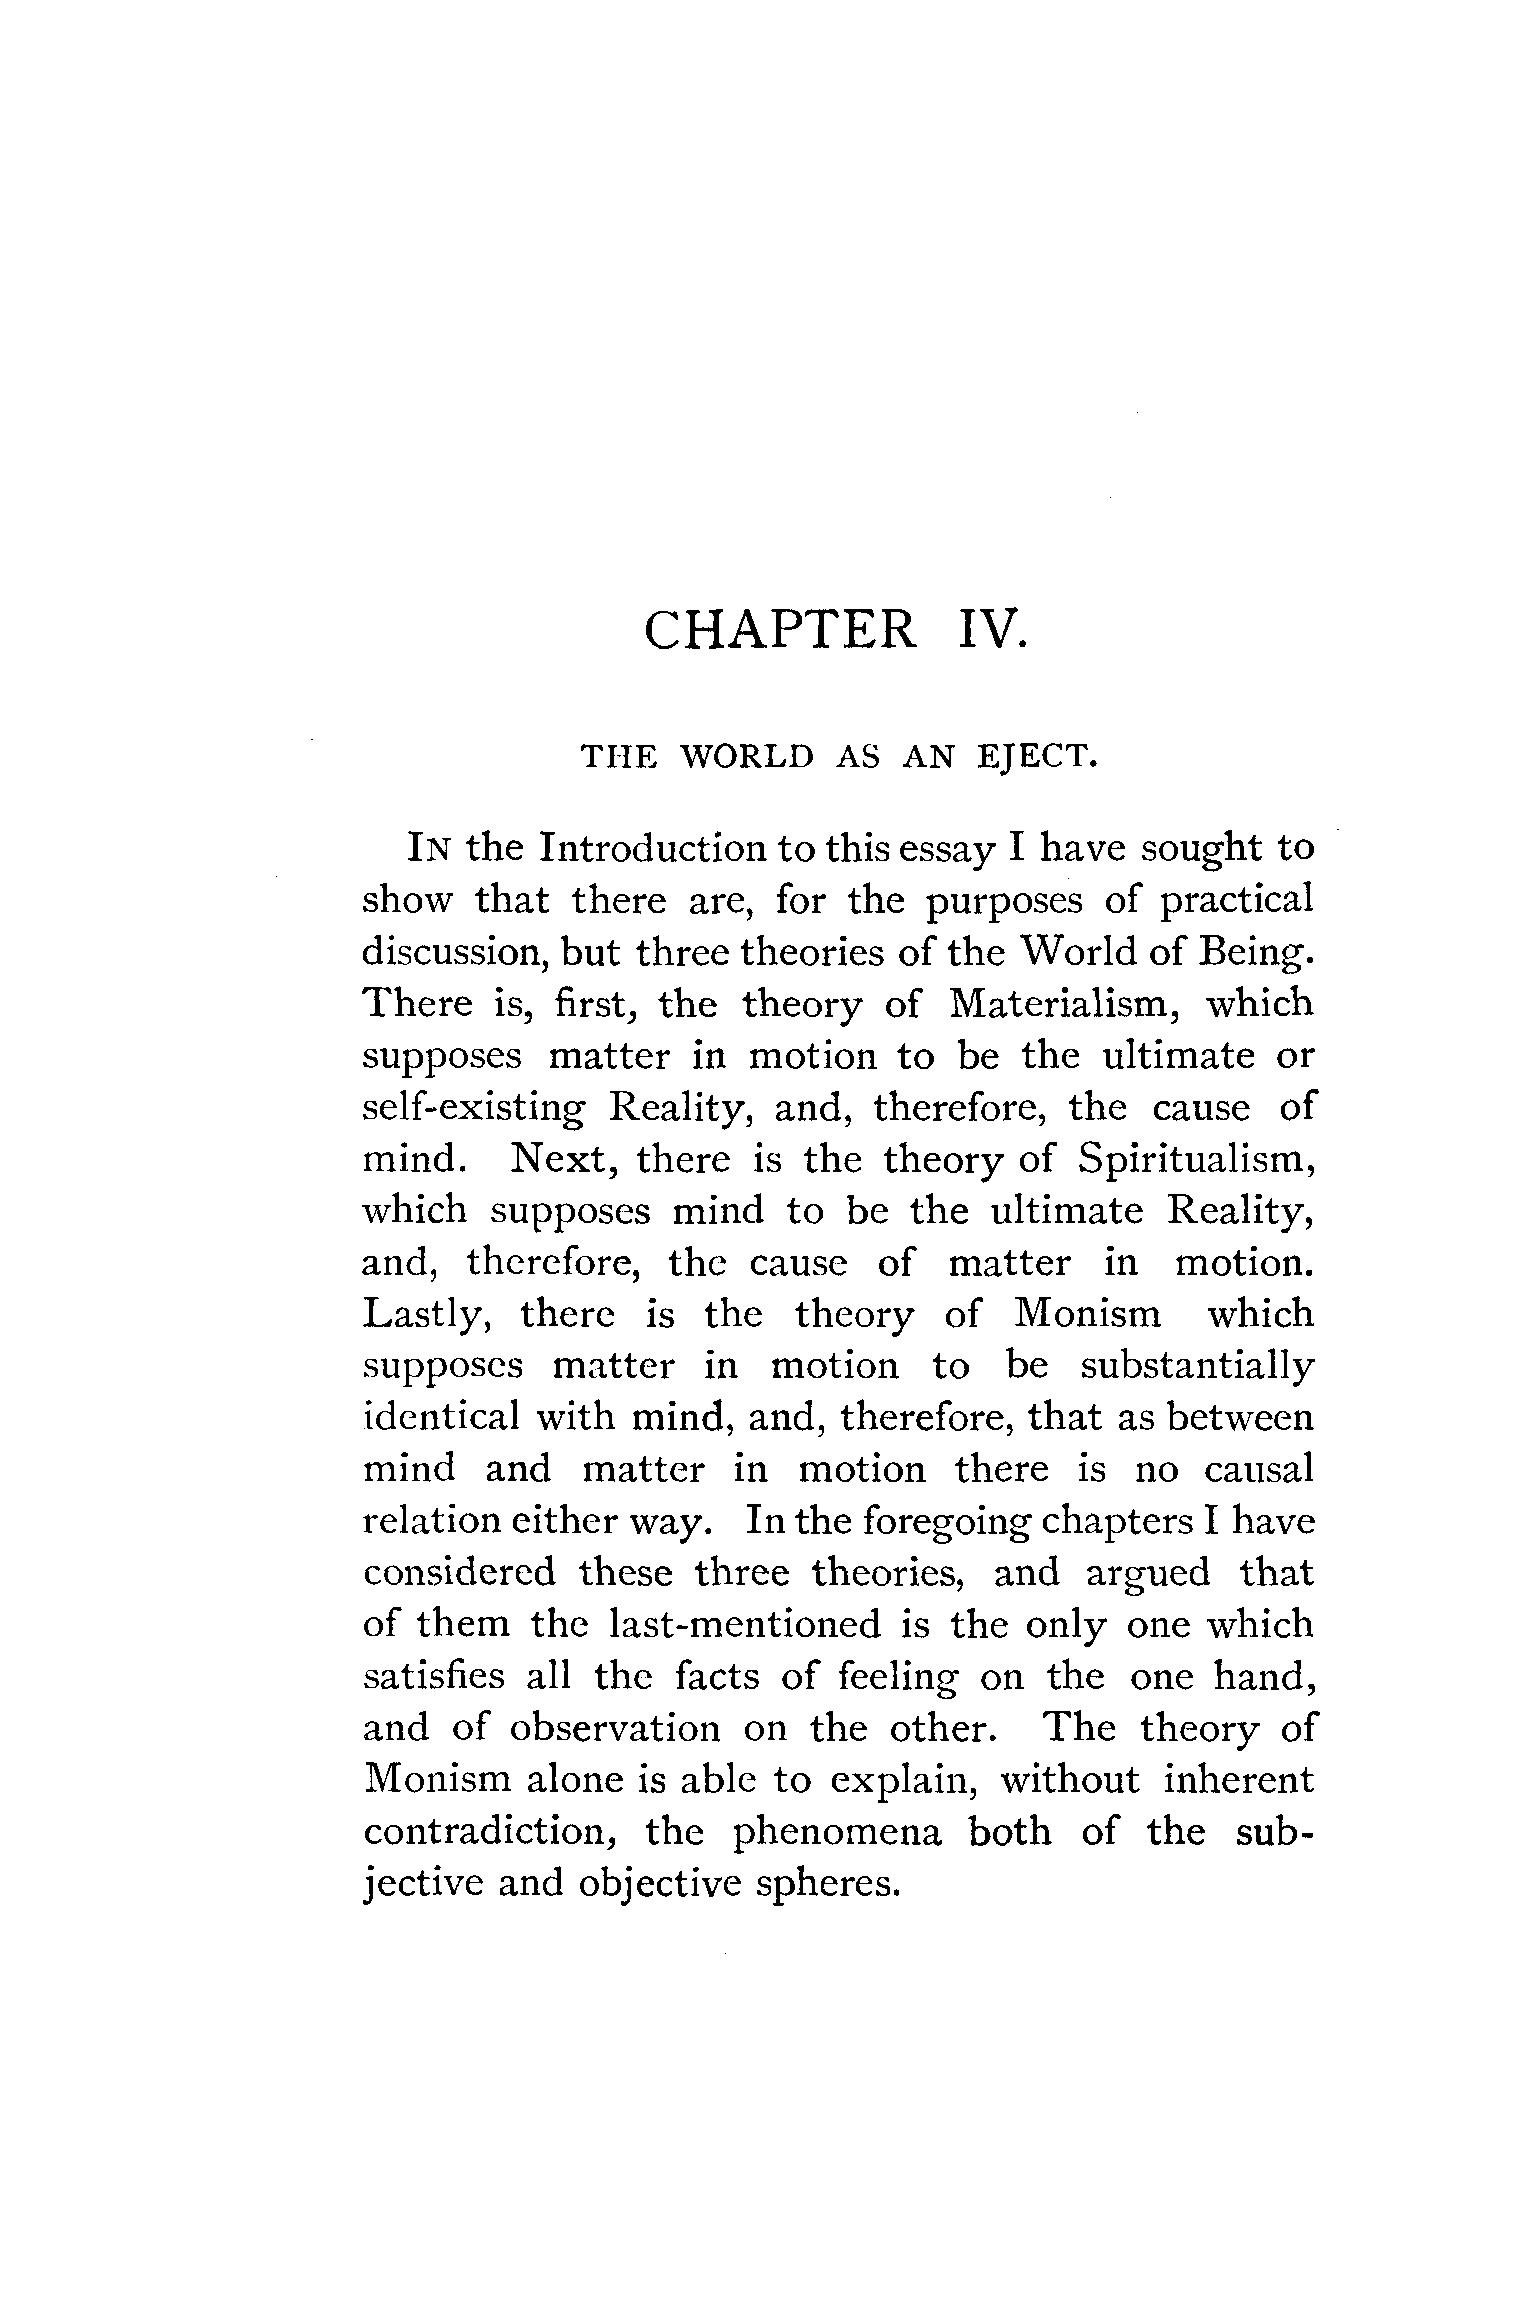 CHAPTER IV.
THE WORLD AS AN EJECT.
IN the Introduction to this essay I have sought to
show that there are, for the purposes of practical
discussion, but three theories of the World of Being.
There is, first, the theory of Materialism, which
supposes matter in motion to be the ultimate or
self-existing Reality, and, therefore, the cause of
mind. Next, there is the theory of Spiritualism,
which supposes mind to be the ultimate Reality,
and, therefore, the cause of matter in motion.
Lastly, there is the theory of Monism which
supposes matter in motion to be substantially
identical with mind, and, therefore, that as between
mind and matter in motion there is no causal
relation either way. In the foregoing chapters I have
considered these three theories, and argued that
of them the last-mentioned is the only one which
satisfies all the facts of feeling on the one hand,
and of observation on the other. The theory of
Monism alone is able to explain, without inherent
contradiction, the phenomena both of the sub-
jective and objective spheres.